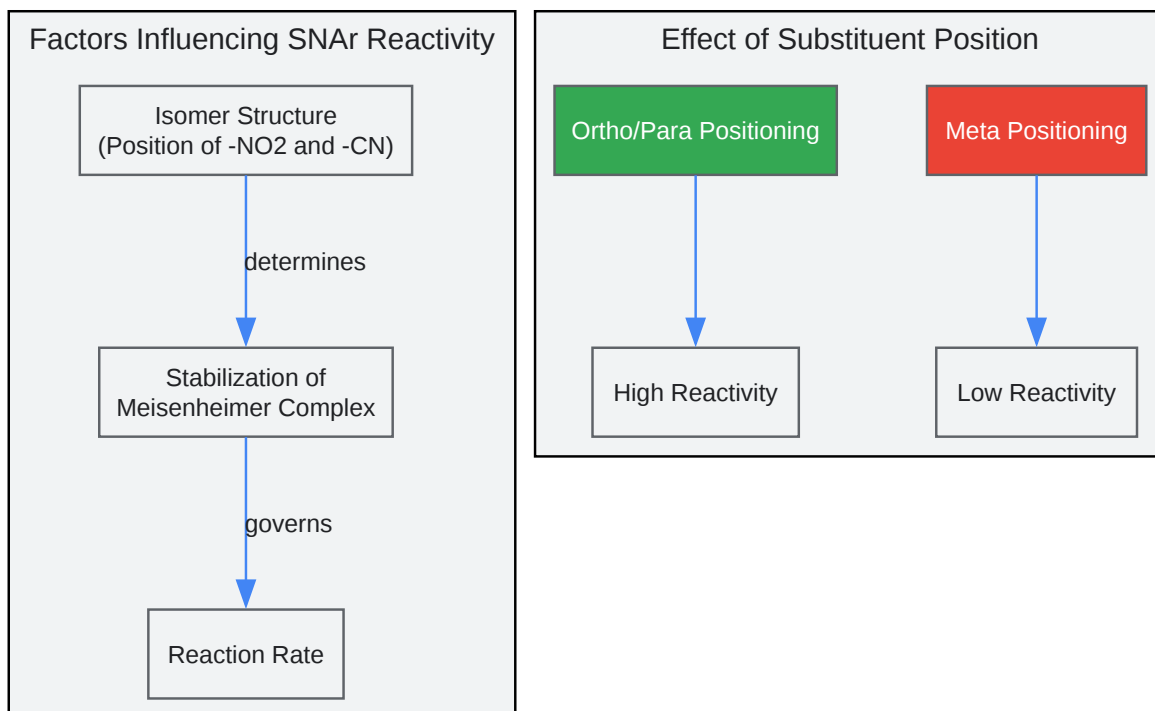 Factors Influencing SNAr Reactivity
Isomer Structure
(Position of -NO2 and -CN)
determines
Stabilization of
Meisenheimer Complex
governs
Reaction Rate
Effect of Substituent Position
Ortho/Para Positioning
Meta Positioning
High Reactivity
Low Reactivity